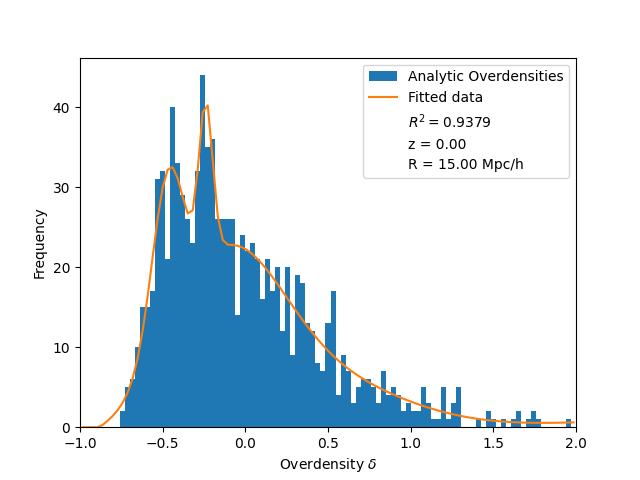 Analytic Overdensities
Fitted data
R² = 0.9379
z = 0.00
R = 15.00 Mpc/h
Frequency
40
30
20
10
0
−1.0 −0.5 0.0 0.5 1.0 1.5 2.0
Overdensity δ